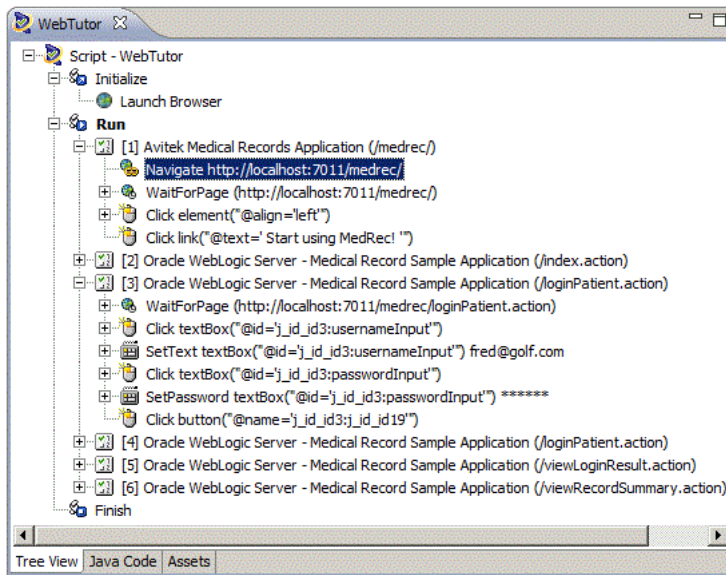 WebTutor
Script - WebTutor
Initialize
Launch Browser
Run
[1] Avitek Medical Records Application (/medrec/)
Navigate http://localhost:7011/medrec/
WaitForPage (http://localhost:7011/medrec/)
Click element("@align='left'")
Click link("@text=' Start using MedRec! '")
[2] Oracle WebLogic Server - Medical Record Sample Application (/index.action)
[3] Oracle WebLogic Server - Medical Record Sample Application (/loginPatient.action)
WaitForPage (http://localhost:7011/medrec/loginPatient.action)
Click textBox("@id='j_id_id3:usernameInput'")
SetText textBox("@id='j_id_id3:usernameInput'") fred@golf.com
Click textBox("@id='j_id_id3:passwordInput'")
SetPassword textBox("@id='j_id_id3:passwordInput'") ******
Click button("@name='j_id_id3:j_id_id19'")
[4] Oracle WebLogic Server - Medical Record Sample Application (/loginPatient.action)
[5] Oracle WebLogic Server - Medical Record Sample Application (/viewLoginResult.action)
[6] Oracle WebLogic Server - Medical Record Sample Application (/viewRecordSummary.action)
Finish
Tree View Java Code Assets